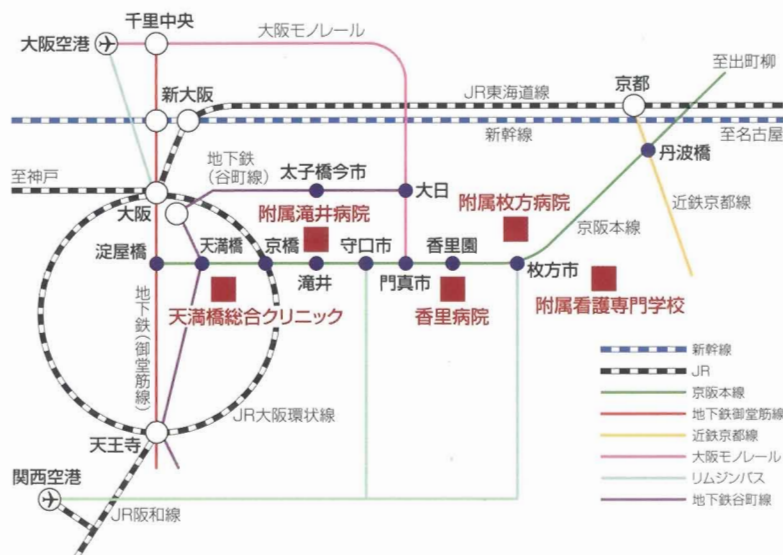 千里中央
大阪モノレール
大阪空港
至出町柳
新大阪
JR東海道線
京都
新幹線
至名古屋
地下鉄
(谷町線)
太子橋今市
丹波橋
至神戸
大阪
大日
附属滝井病院
附属枚方病院
近鉄京都線
京阪本線
淀屋橋
天満橋
京橋
守口市
香里園
滝井
門真市
枚方市
天満橋総合クリニック
香里病院
附属看護専門学校
地下鉄(御堂筋線)
JR大阪環状線
天王寺
関西空港
JR阪和線
新幹線
JR
京阪本線
地下鉄御堂筋線
近鉄京都線
大阪モノレール
リムジンバス
地下鉄谷町線